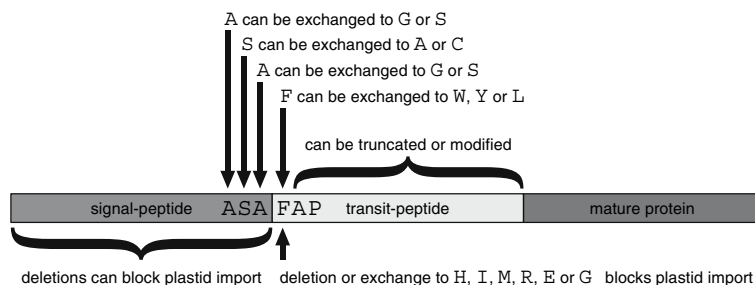 A can be exchanged to G or S
S can be exchanged to A or C
A can be exchanged to G or S
F can be exchanged to W, Y or L
can be truncated or modified
signal-peptide ASA FAP transit-peptide mature protein
deletions can block plastid import deletion or exchange to H, I, M, R, E or G blocks plastid import